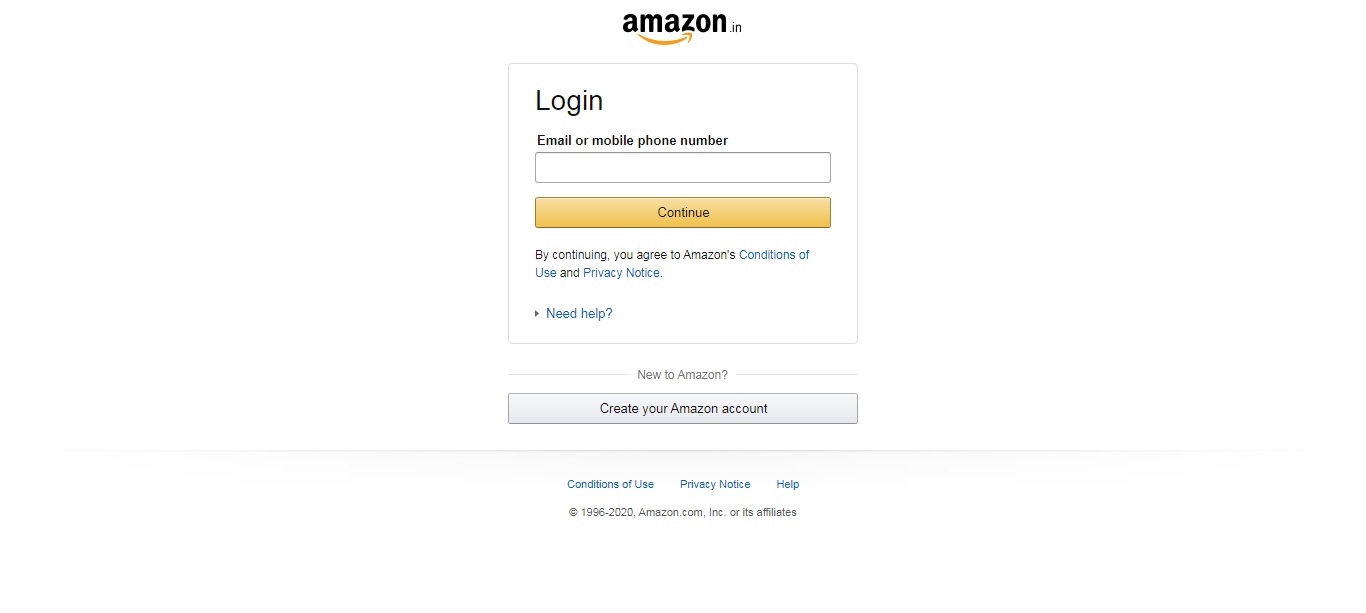 amazon.in
Login
Email or mobile phone number
Continue
By continuing, you agree to Amazon's Conditions of
Use and Privacy Notice.
Need help?
New to Amazon?
Create your Amazon account
Conditions of Use Privacy Notice Help
© 1996-2020, Amazon.com, Inc. or its affiliates